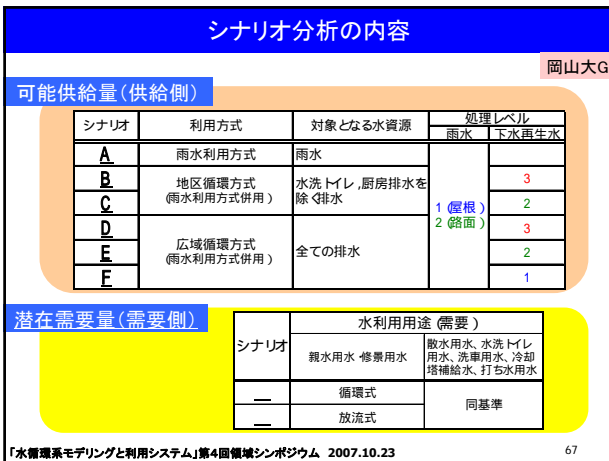 シナリオ分析の内容
岡山大G
可能供給量(供給側)
シナリオ 利用方式 対象となる水資源 処理レベル
雨水 下水再生水
A 雨水利用方式 雨水
B 地区循環方式 水洗トイレ,厨房排水を 3
C (雨水利用方式併用) 除く排水 1(屋根) 2
D 2(路面) 3
E 広域循環方式 全ての排水 2
(雨水利用方式併用)
F 1
潜在需要量(需要側)
シナリオ 水利用用途(需要)
親水用水・修景用水 散水用水、水洗トイレ
用水、洗車用水、冷却
塔補給水、打ち水用水
循環式 同基準
放流式
「水循環系モデリングと利用システム」第4回領域シンポジウム 2007.10.23
67